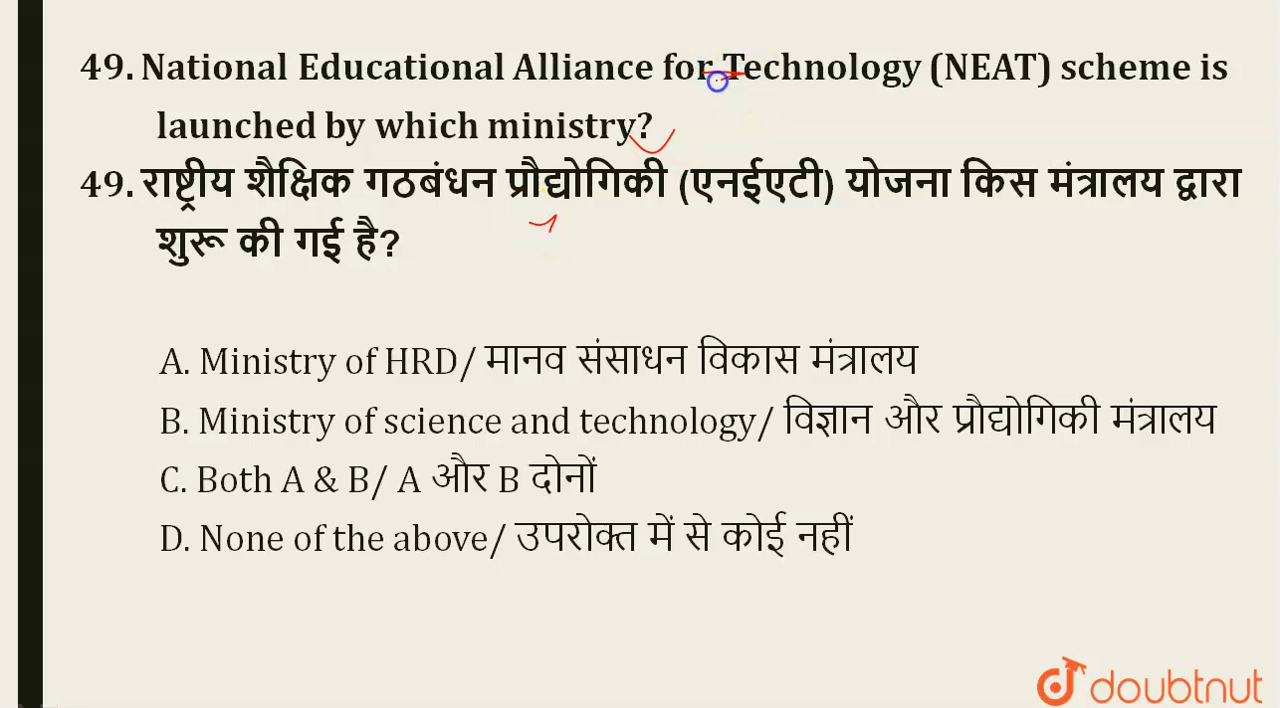 49. National Educational Alliance for Technology (NEAT) scheme is
launched by which ministry?
49. राष्ट्रीय शैक्षिक गठबंधन प्रौद्योगिकी (एनईएटी) योजना किस मंत्रालय द्वारा
शुरू की गई है?
A. Ministry of HRD/ मानव संसाधन विकास मंत्रालय
B. Ministry of science and technology/ विज्ञान और प्रौद्योगिकी मंत्रालय
C. Both A & B/ A और B दोनों
D. None of the above/ उपरोक्त में से कोई नहीं
doubtnut